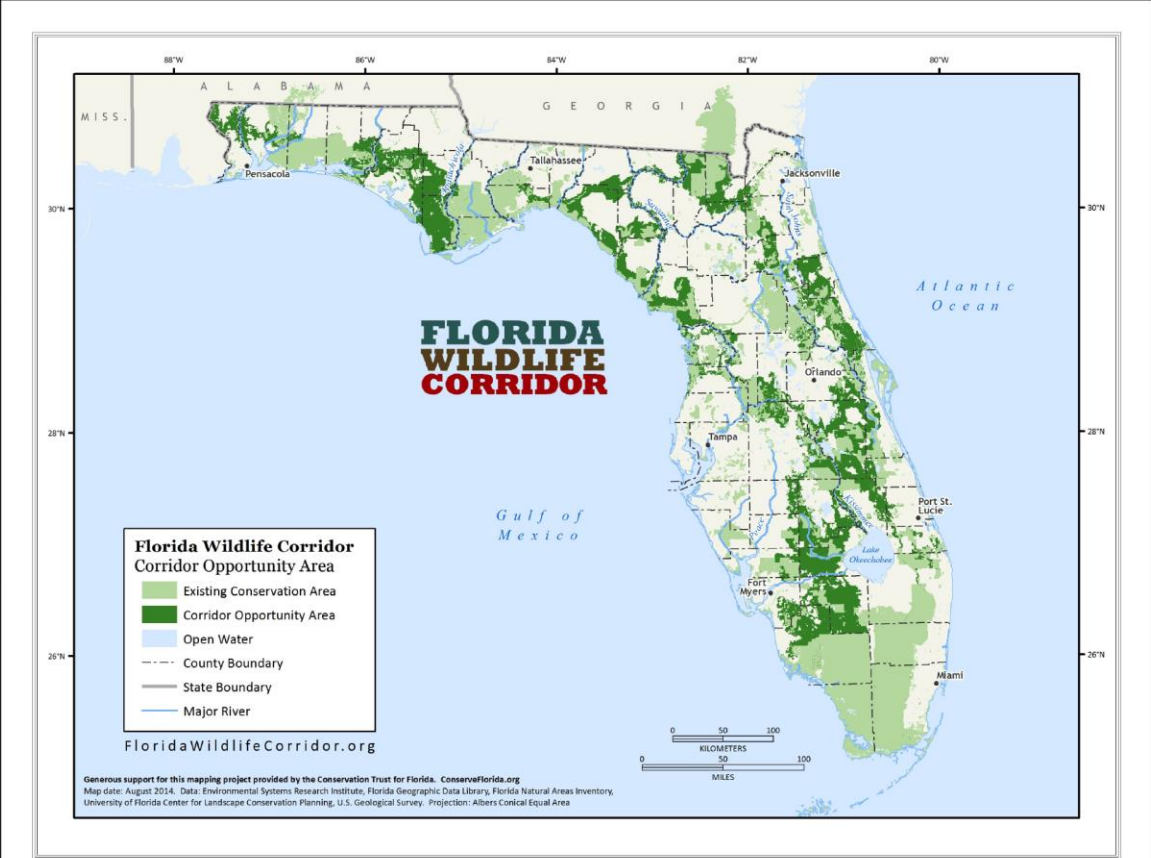 88°W
86°W
84°W
82°W
80°W
ALABAMA
MISS.
GEORGIA
Pensacola
Tallahassee
Jacksonville
Suwannee
30°N
30°N
Atlantic
Ocean
FLORIDA
WILDLIFE
CORRIDOR
Orlando
28°N
28°N
Tampa
Kissimmee
Port St.
Lucie
Gulf of
Mexico
Peace
Lake
Okeechobee
Fort
Myers
26°N
26°N
Miami
Florida Wildlife Corridor
Corridor Opportunity Area
Existing Conservation Area
Corridor Opportunity Area
Open Water
County Boundary
State Boundary
Major River
FloridaWildlifeCorridor.org
0 50 100
KILOMETERS
0 50 100
MILES
Generous support for this mapping project provided by the Conservation Trust for Florida. ConserveFlorida.org
Map date: August 2014. Data: Environmental Systems Research Institute, Florida Geographic Data Library, Florida Natural Areas Inventory,
University of Florida Center for Landscape Conservation Planning, U.S. Geological Survey. Projection: Albers Conical Equal Area